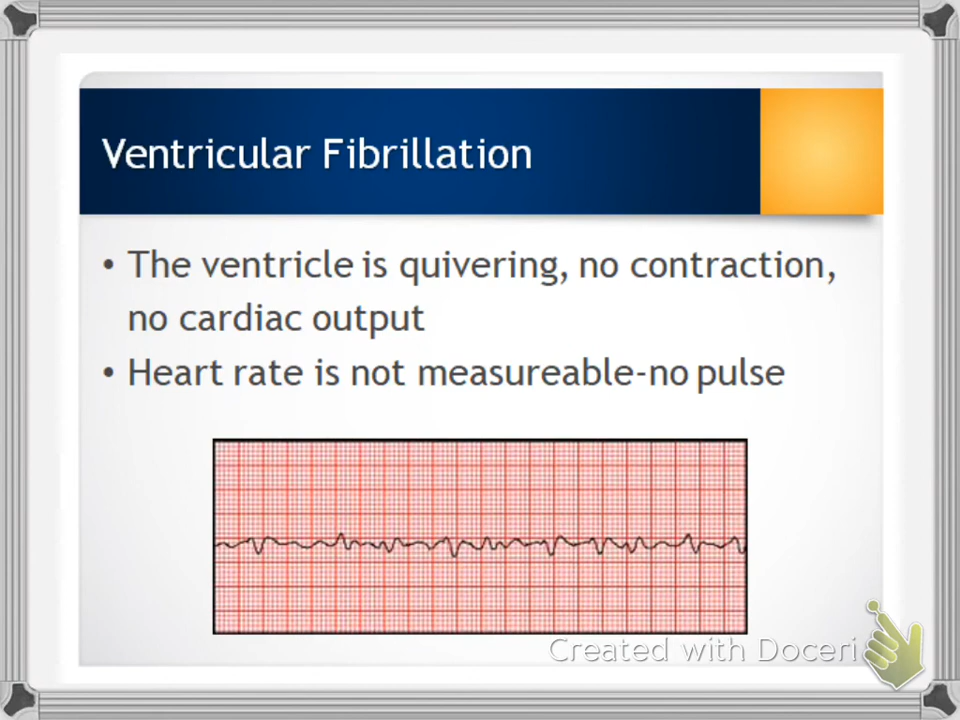 Ventricular Fibrillation
• The ventricle is quivering, no contraction,
no cardiac output
• Heart rate is not measureable-no pulse
Created with Doceri